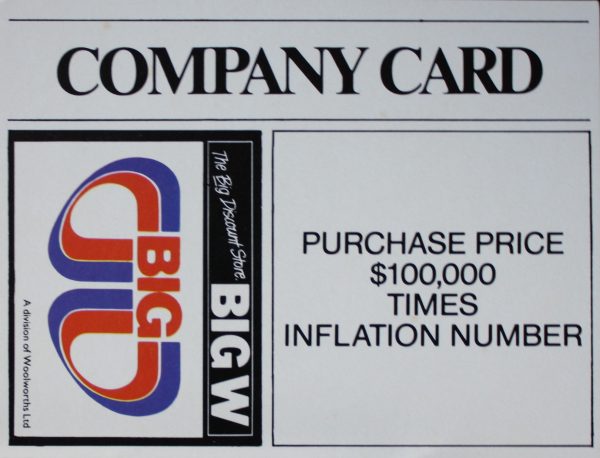 COMPANY CARD
The Big Discount Store.
BIG W
BIG
A division of Woolworths Ltd
PURCHASE PRICE
$100,000
TIMES
INFLATION NUMBER